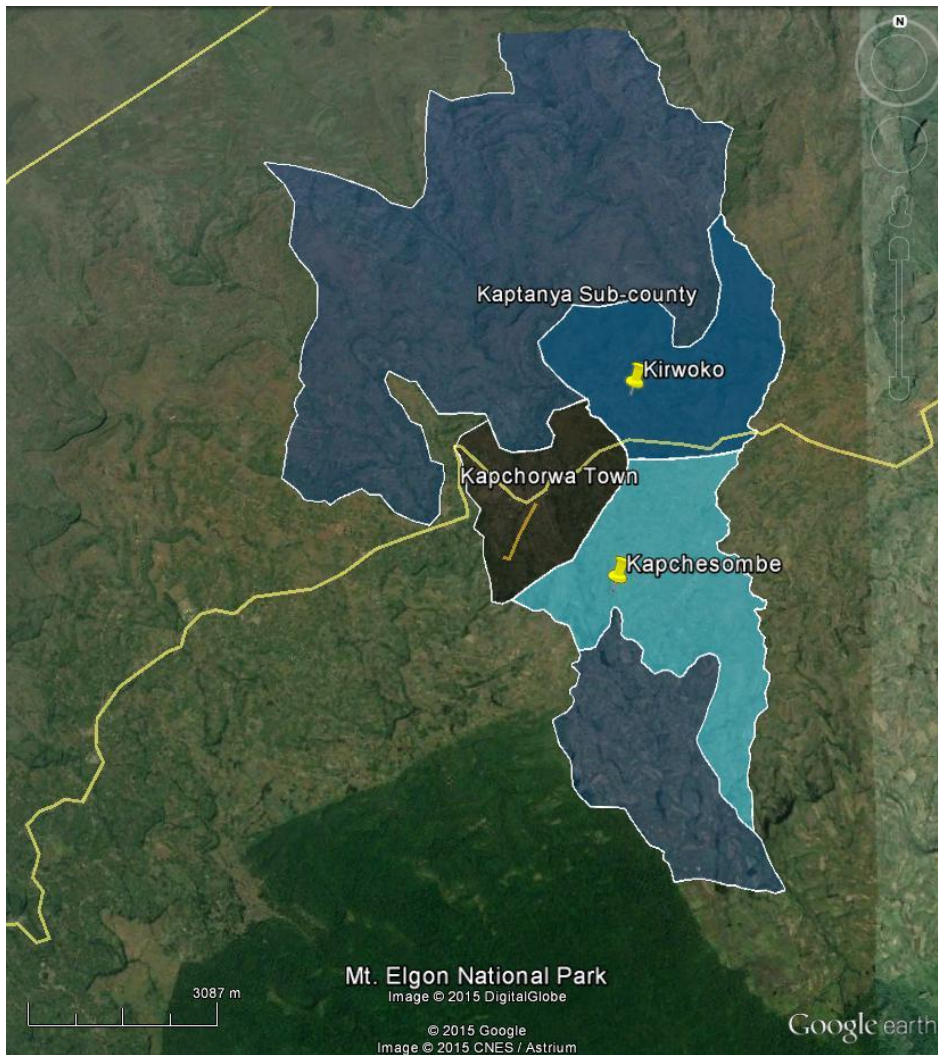 N
Kaptanya Sub-county
Kirwoko
Kapchorwa Town
Kapchesombe
Mt. Elgon National Park
3087 m
Image © 2015 DigitalGlobe
© 2015 Google
Image © 2015 CNES / Astrium
Google earth